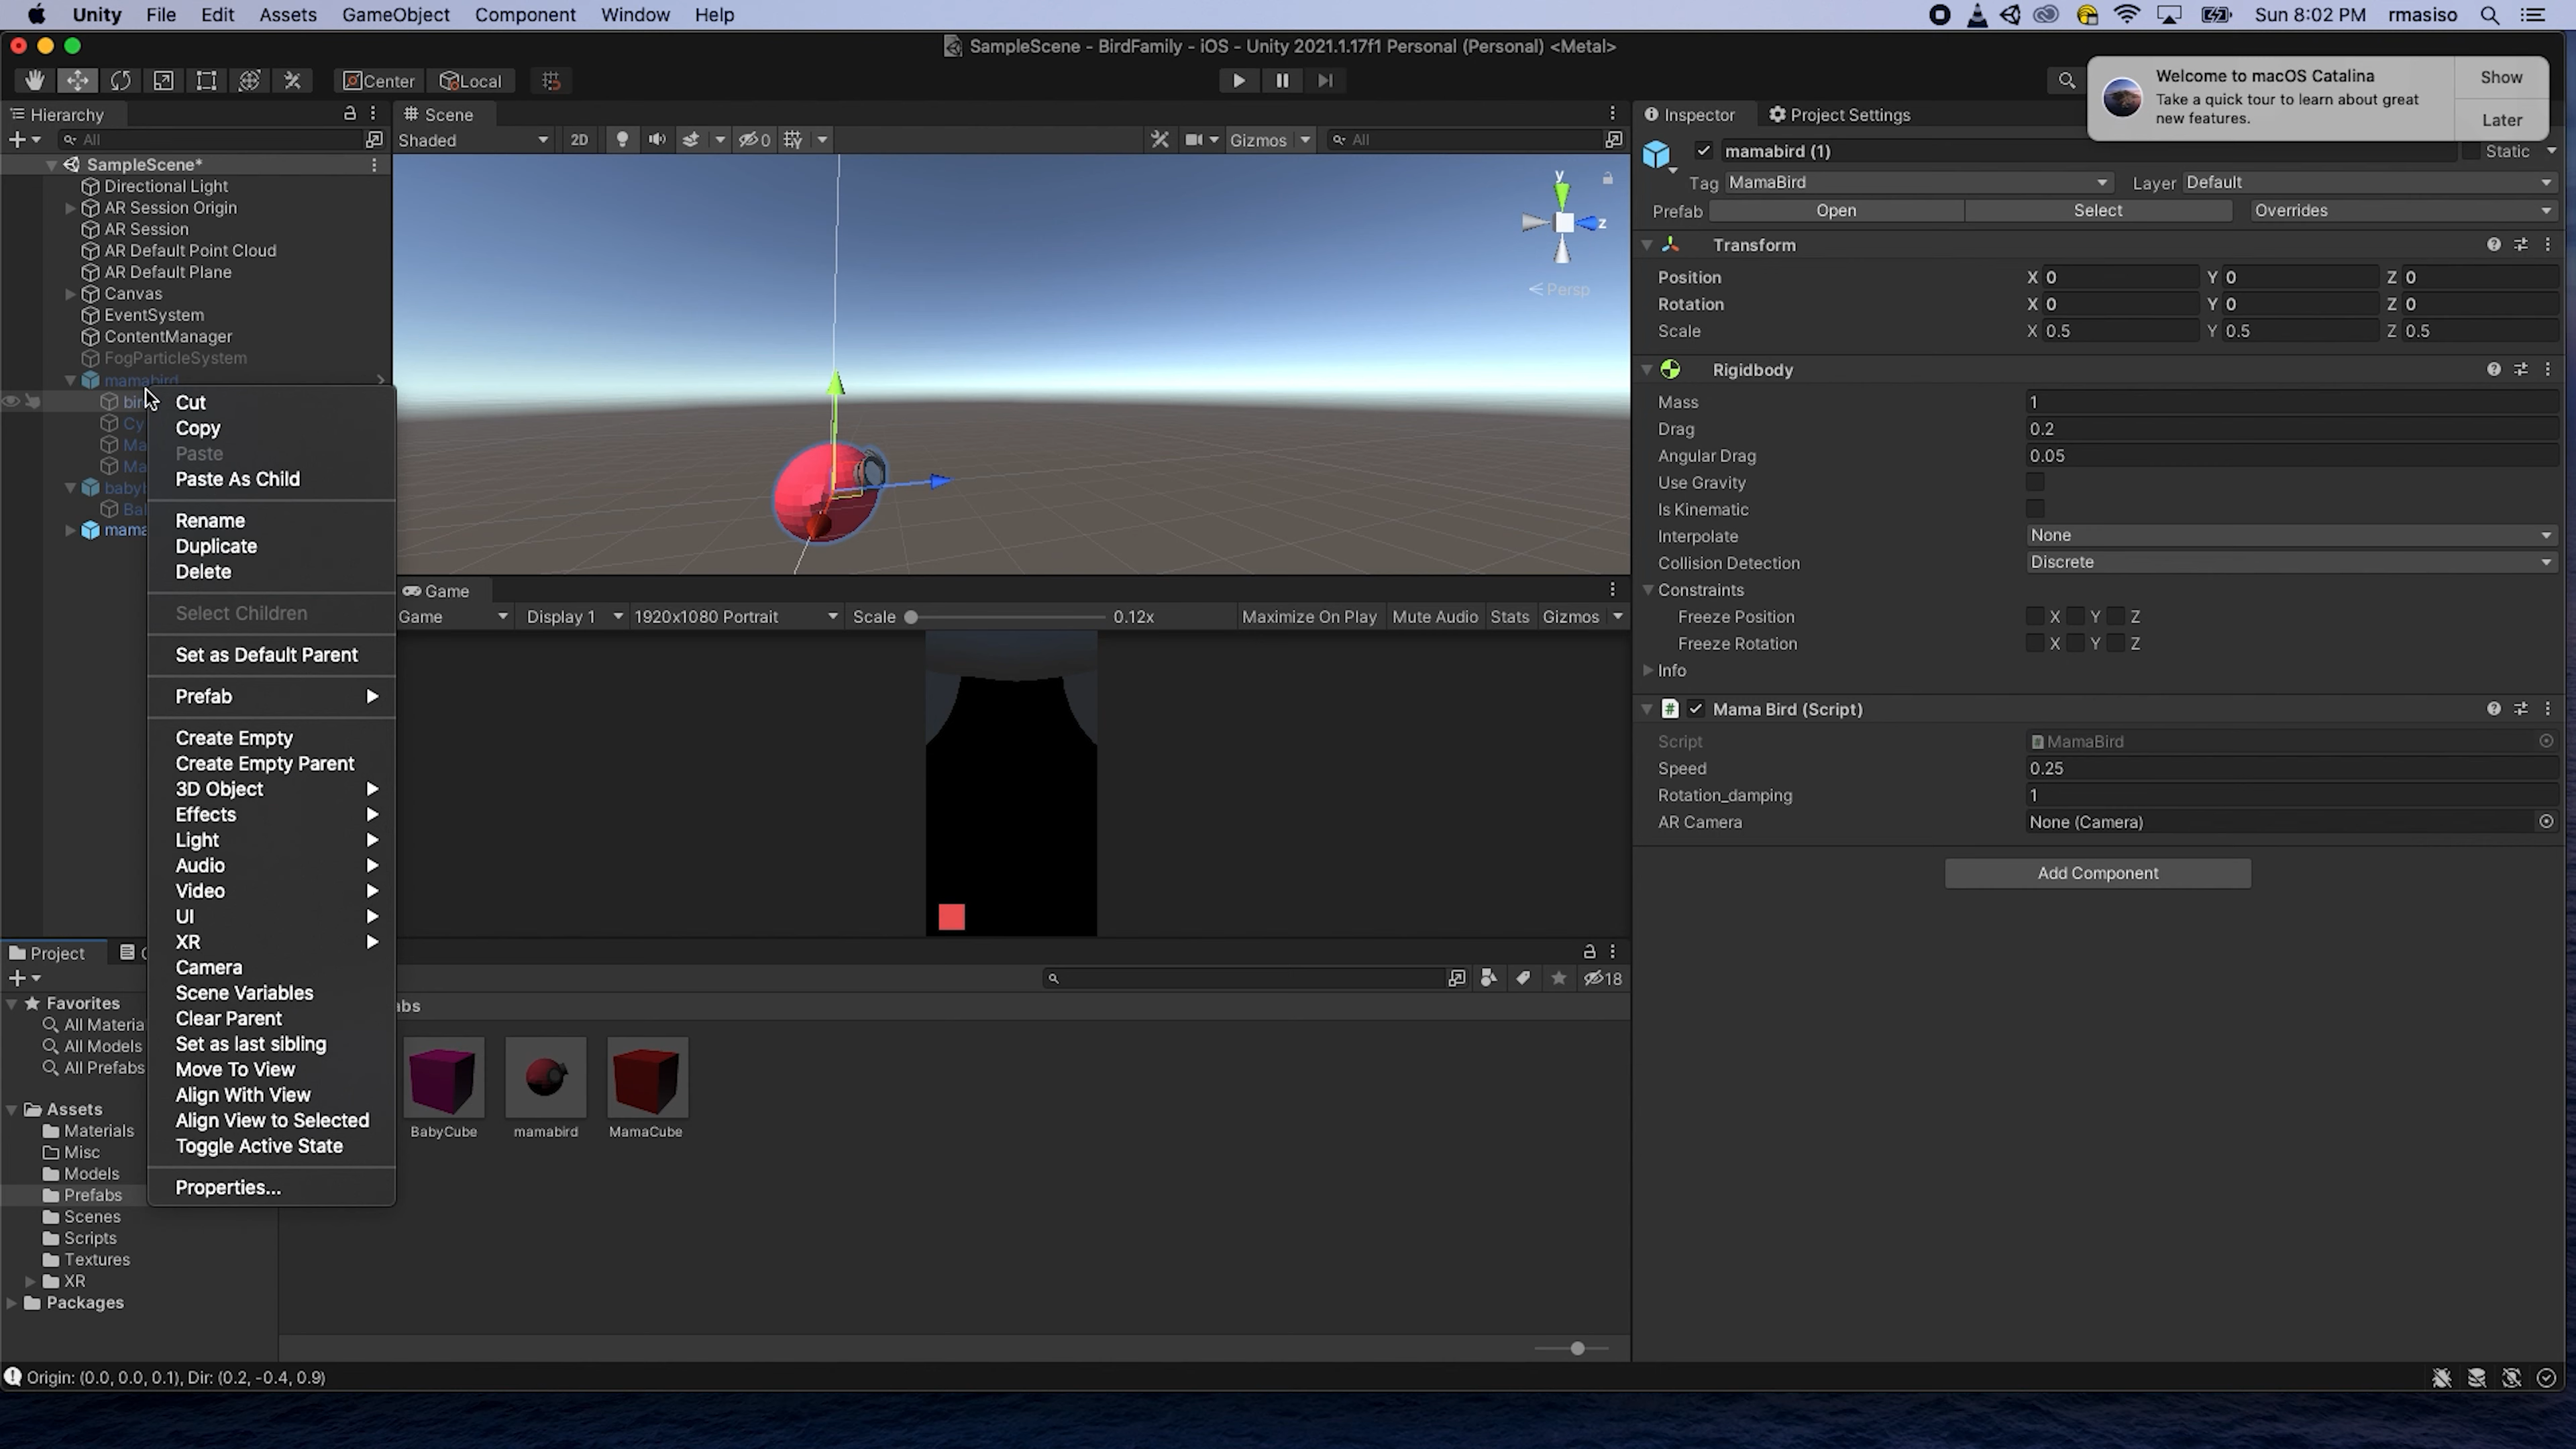 Unity File Edit Assets GameObject Component Window Help Sun 8:02 PM rmasiso
SampleScene - BirdFamily - iOS - Unity 2021.1.17f1 Personal (Personal) <Metal>
Center Local
Welcome to macOS Catalina
Take a quick tour to learn about great
new features.
Show
Later
Hierarchy
All
SampleScene*
Directional Light
AR Session Origin
AR Session
AR Default Point Cloud
AR Default Plane
Canvas
EventSystem
ContentManager
FogParticleSystem
mamabird
bir
Cy
Ma
Ma
babyb
Ba
mama
Cut
Copy
Paste
Paste As Child
Rename
Duplicate
Delete
Select Children
Set as Default Parent
Prefab
Create Empty
Create Empty Parent
3D Object
Effects
Light
Audio
Video
UI
XR
Camera
Scene Variables
Clear Parent
Set as last sibling
Move To View
Align With View
Align View to Selected
Toggle Active State
Properties...
Scene
Shaded 2D 0 Gizmos All
y
z
Persp
Game
Game Display 1 1920x1080 Portrait Scale 0.12x Maximize On Play Mute Audio Stats Gizmos
Project C
18
Favorites
All Materia
All Models
All Prefabs
Assets
Materials
Misc
Models
Prefabs
Scenes
Scripts
Textures
XR
Packages
abs
BabyCube mamabird MamaCube
Inspector Project Settings
mamabird (1) Static
Tag MamaBird Layer Default
Prefab Open Select Overrides
Transform
Position X 0 Y 0 Z 0
Rotation X 0 Y 0 Z 0
Scale X 0.5 Y 0.5 Z 0.5
Rigidbody
Mass 1
Drag 0.2
Angular Drag 0.05
Use Gravity
Is Kinematic
Interpolate None
Collision Detection Discrete
Constraints
Freeze Position X Y Z
Freeze Rotation X Y Z
Info
# Mama Bird (Script)
Script MamaBird
Speed 0.25
Rotation_damping 1
AR Camera None (Camera)
Add Component
Origin: (0.0, 0.0, 0.1), Dir: (0.2, -0.4, 0.9)